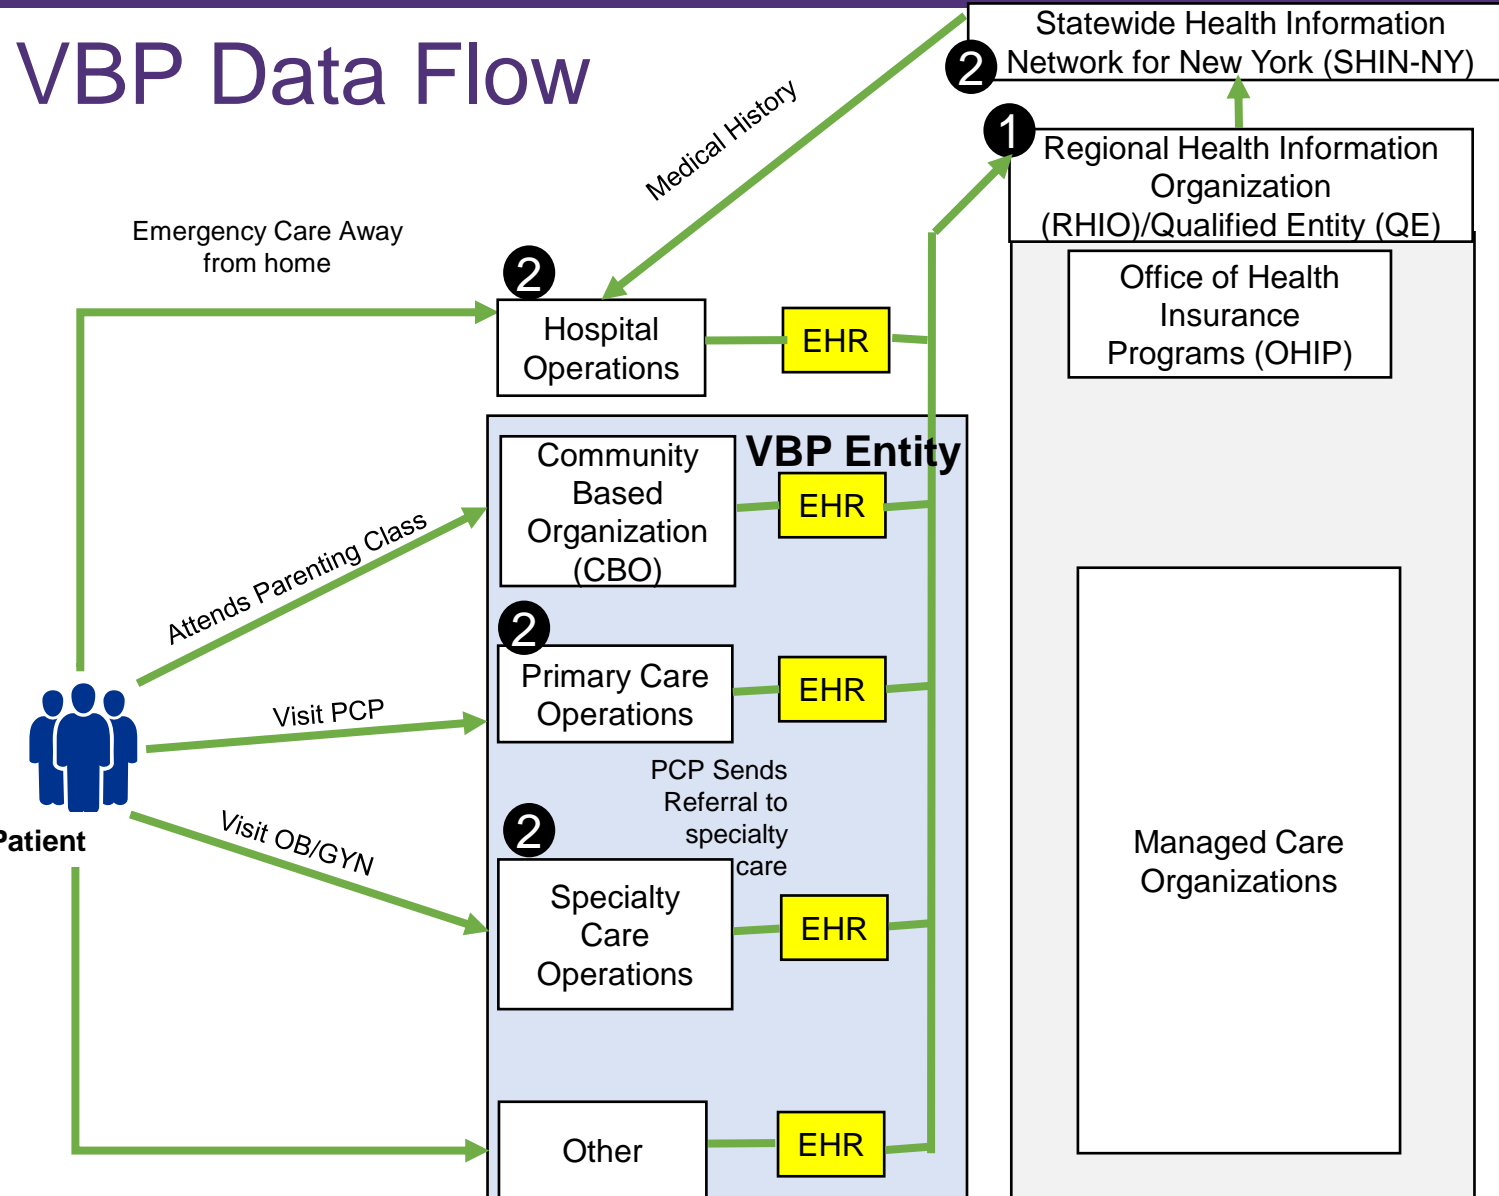 VBP Data Flow
Statewide Health Information
Network for New York (SHIN-NY)
2
Medical History
1
Regional Health Information
Organization
(RHIO)/Qualified Entity (QE)
Emergency Care Away
from home
2
Hospital
Operations
EHR
Office of Health
Insurance
Programs (OHIP)
VBP Entity
Community
Based
Organization
(CBO)
EHR
Attends Parenting Class
2
Primary Care
Operations
EHR
Visit PCP
PCP Sends
Referral to
specialty
care
Patient
Visit OB/GYN
2
Specialty
Care
Operations
EHR
Managed Care
Organizations
Other
EHR